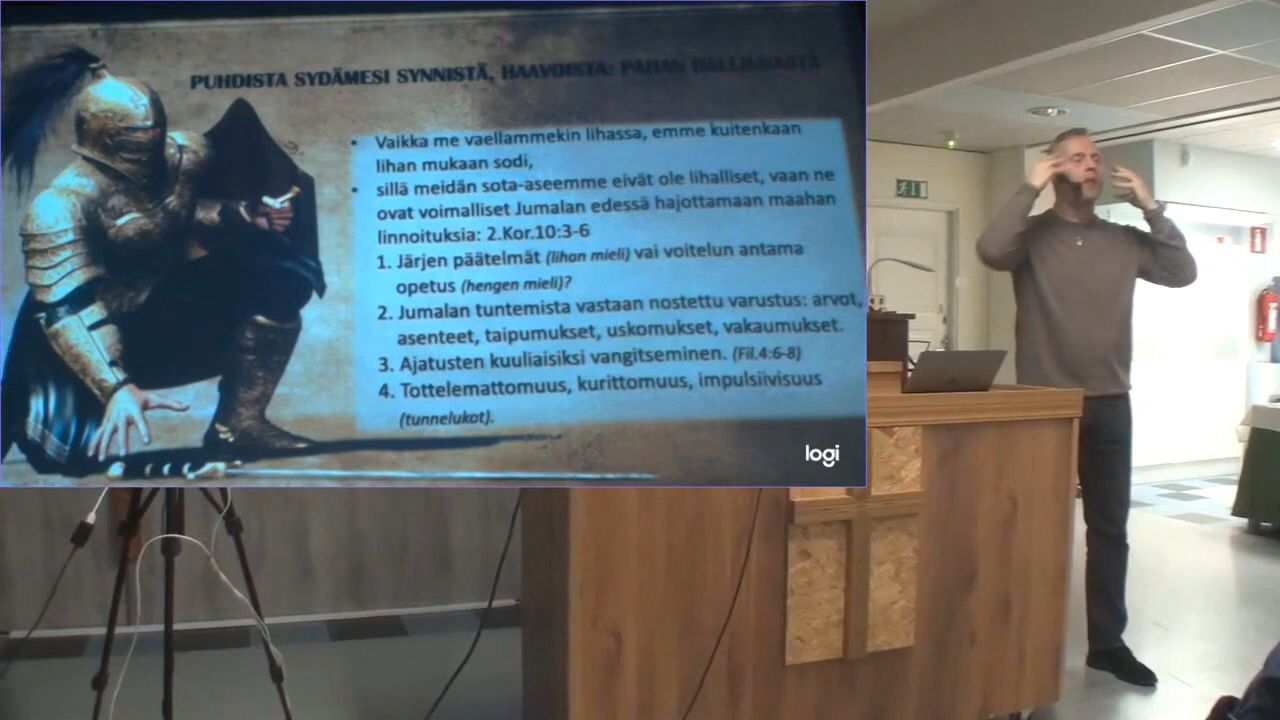 PUHDISTA SYDÄMESI SYNNISTÄ, HAAVOISTA: PAHAN HALLINNASTA
• Vaikka me vaellammekin lihassa, emme kuitenkaan
lihan mukaan sodi,
• sillä meidän sota-aseemme eivät ole lihalliset, vaan ne
ovat voimalliset Jumalan edessä hajottamaan maahan
linnoituksia: 2.Kor.10:3-6
1. Järjen päätelmät (lihan mieli) vai voitelun antama
opetus (hengen mieli)?
2. Jumalan tuntemista vastaan nostettu varustus: arvot,
asenteet, taipumukset, uskomukset, vakaumukset.
3. Ajatusten kuuliaisiksi vangitseminen. (Fil.4:6-8)
4. Tottelemattomuus, kurittomuus, impulsiivisuus
(tunnelukot).
logi